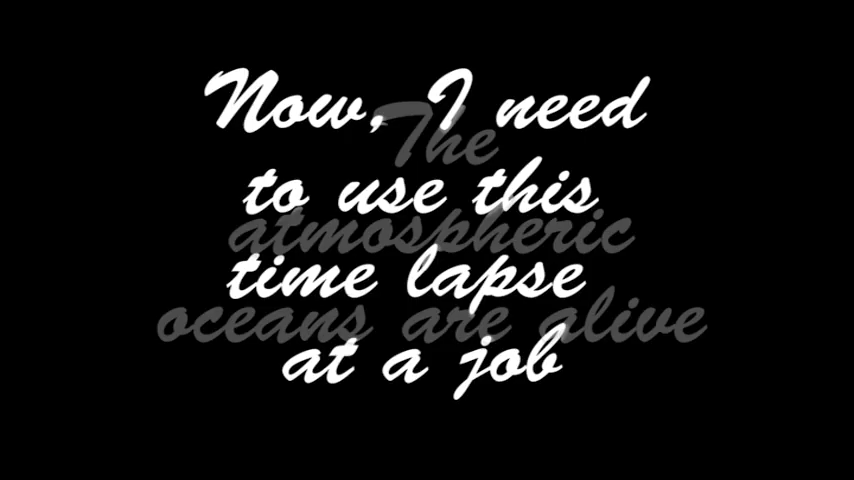 Now, I need
to use this
time lapse
at a job
The
atmospheric
oceans are alive